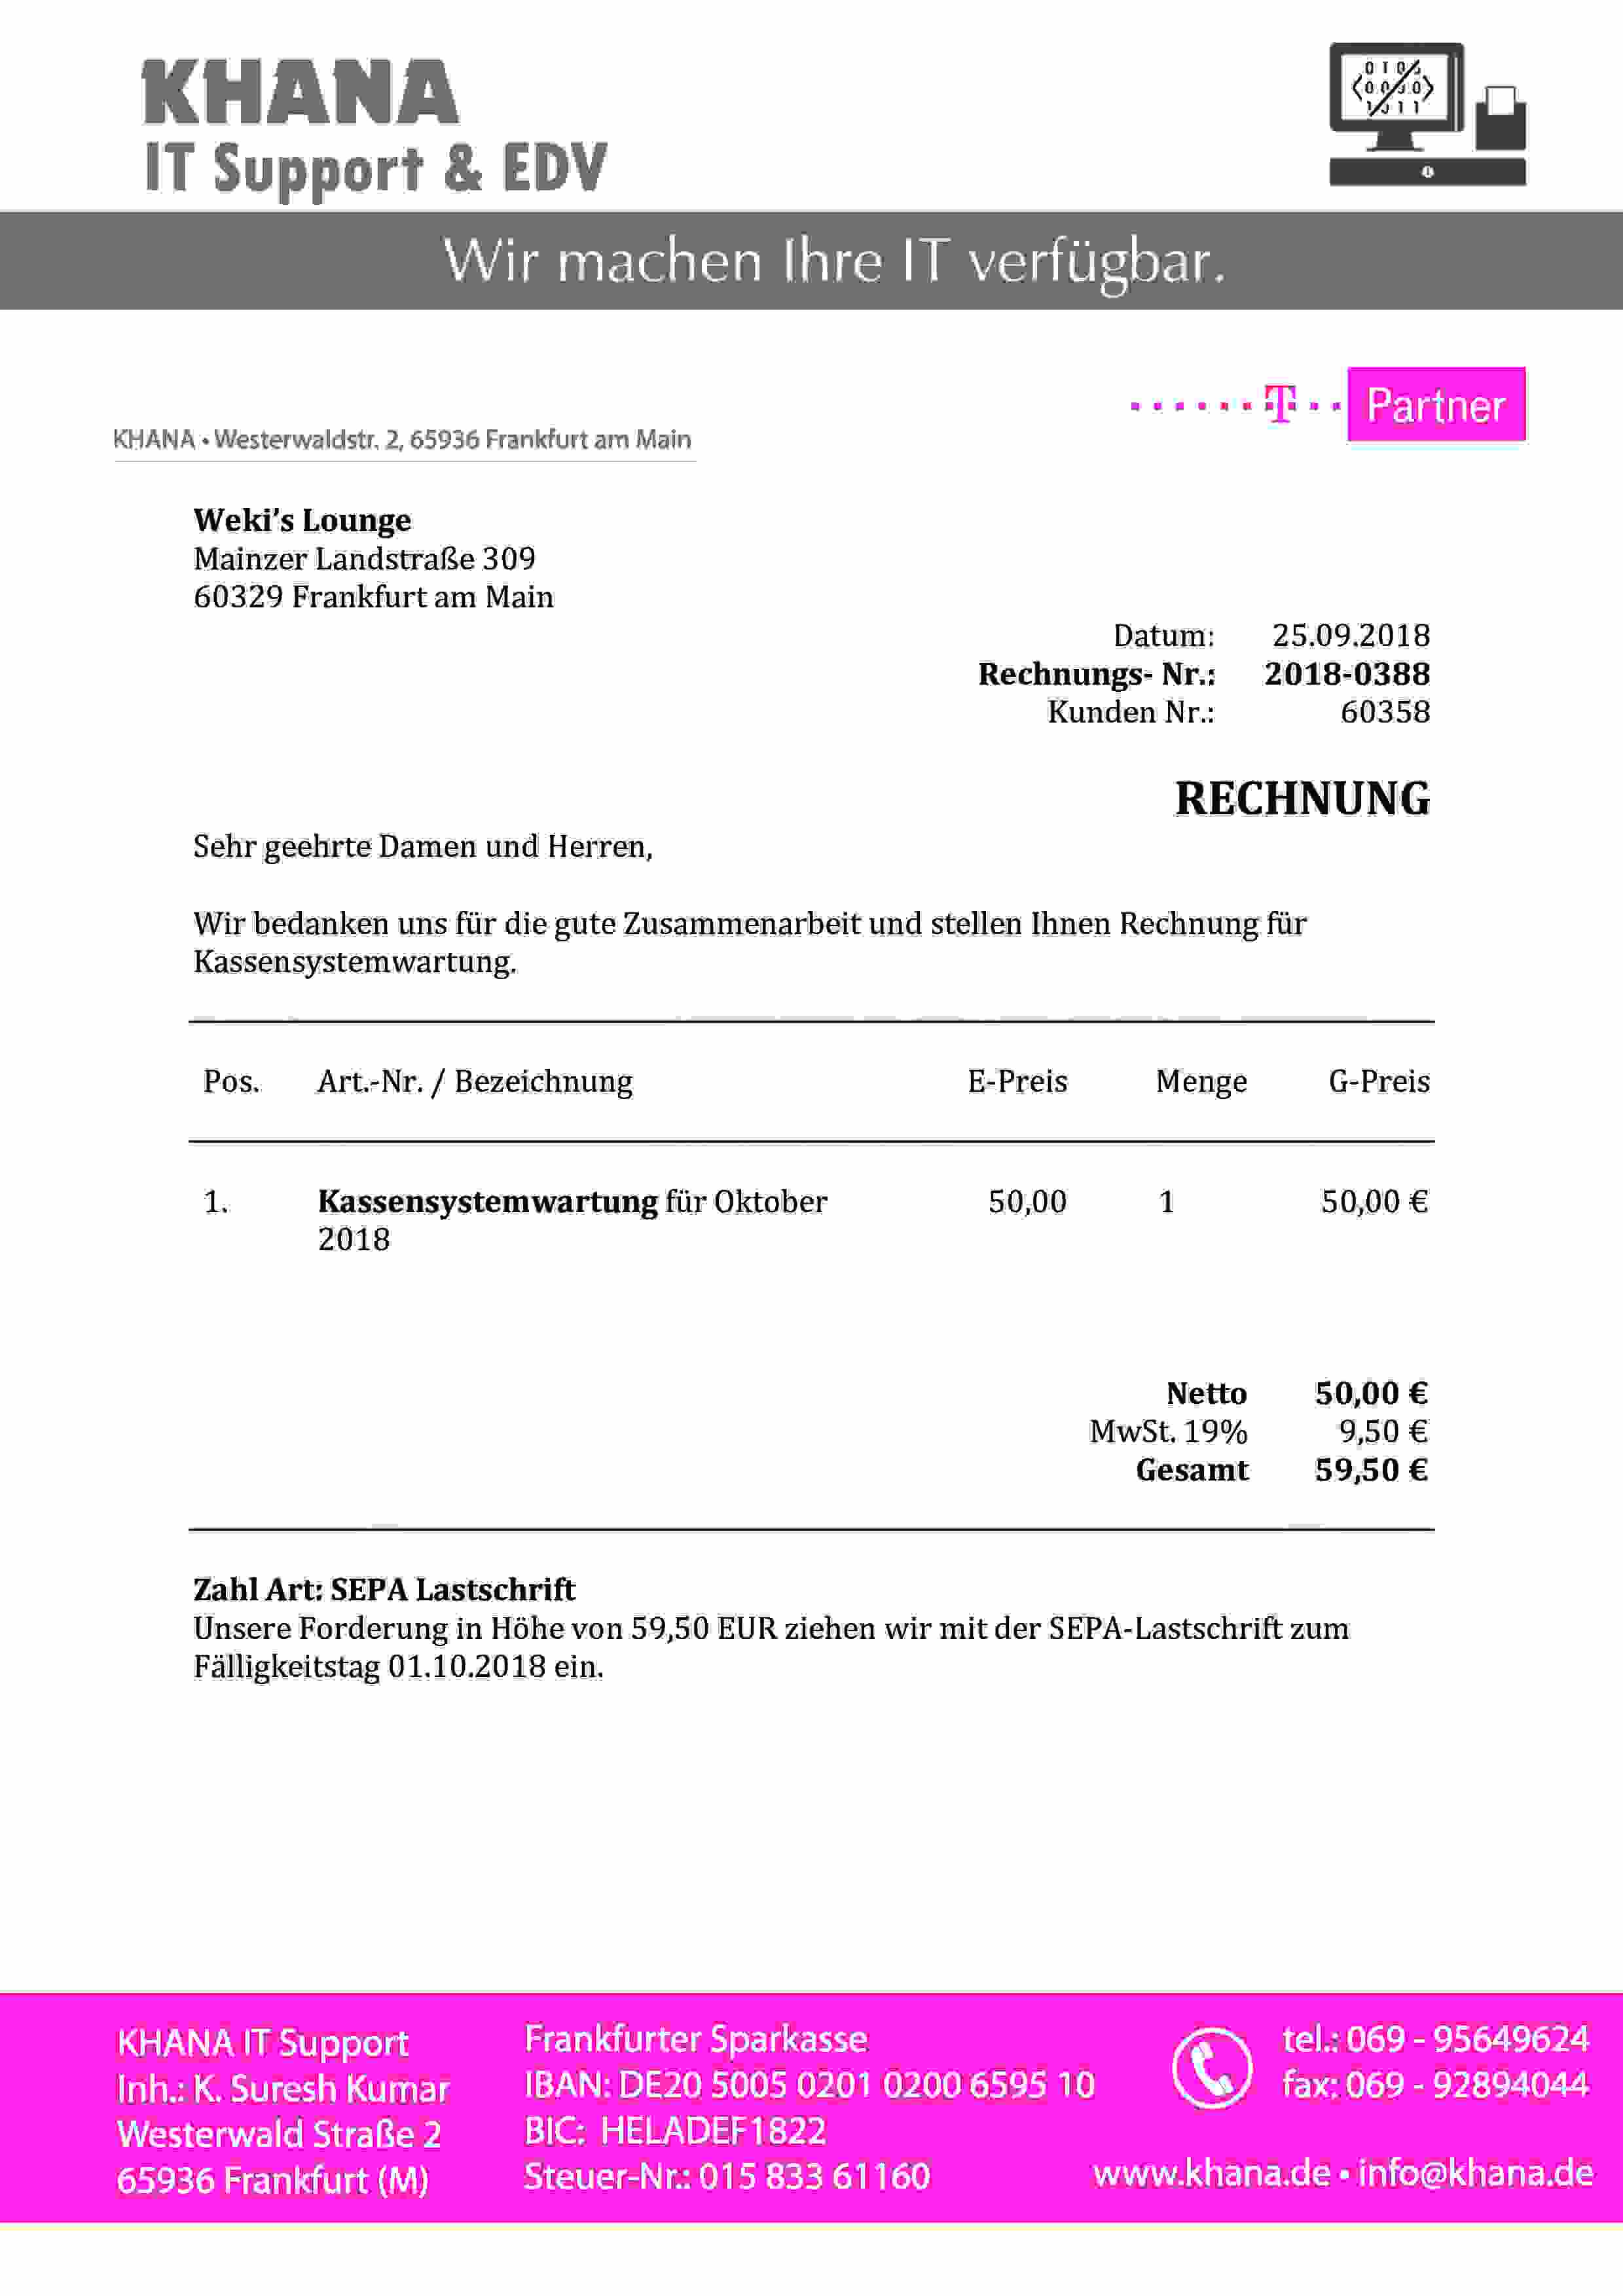 KHANA
IT Support & EDV
Wir machen Ihre IT verfügbar.
T Partner
KHANA • Westerwaldstr. 2, 65936 Frankfurt am Main
Weki’s Lounge
Mainzer Landstraße 309
60329 Frankfurt am Main
Datum: 25.09.2018
Rechnungs- Nr.: 2018-0388
Kunden Nr.: 60358
RECHNUNG
Sehr geehrte Damen und Herren,
Wir bedanken uns für die gute Zusammenarbeit und stellen Ihnen Rechnung für
Kassensystemwartung.
Pos. Art.-Nr. / Bezeichnung E-Preis Menge G-Preis
1. Kassensystemwartung für Oktober 50,00 1 50,00 €
2018
Netto 50,00 €
MwSt. 19% 9,50 €
Gesamt 59,50 €
Zahl Art: SEPA Lastschrift
Unsere Forderung in Höhe von 59,50 EUR ziehen wir mit der SEPA-Lastschrift zum
Fälligkeitstag 01.10.2018 ein.
KHANA IT Support
Inh.: K. Suresh Kumar
Westerwald Straße 2
65936 Frankfurt (M)
Frankfurter Sparkasse
IBAN: DE20 5005 0201 0200 6595 10
BIC: HELADEF1822
Steuer-Nr.: 015 833 61160
tel.: 069 - 95649624
fax: 069 - 92894044
www.khana.de • info@khana.de